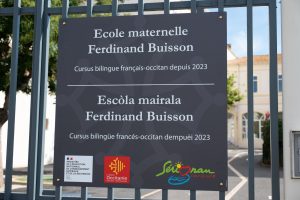 Ecole maternelle
Ferdinand Buisson
Cursus bilingue français-occitan depuis 2023
Escòla mairala
Ferdinand Buisson
Cursus bilingüe francés-occitan dempuèi 2023
Occitanie
Sérignan